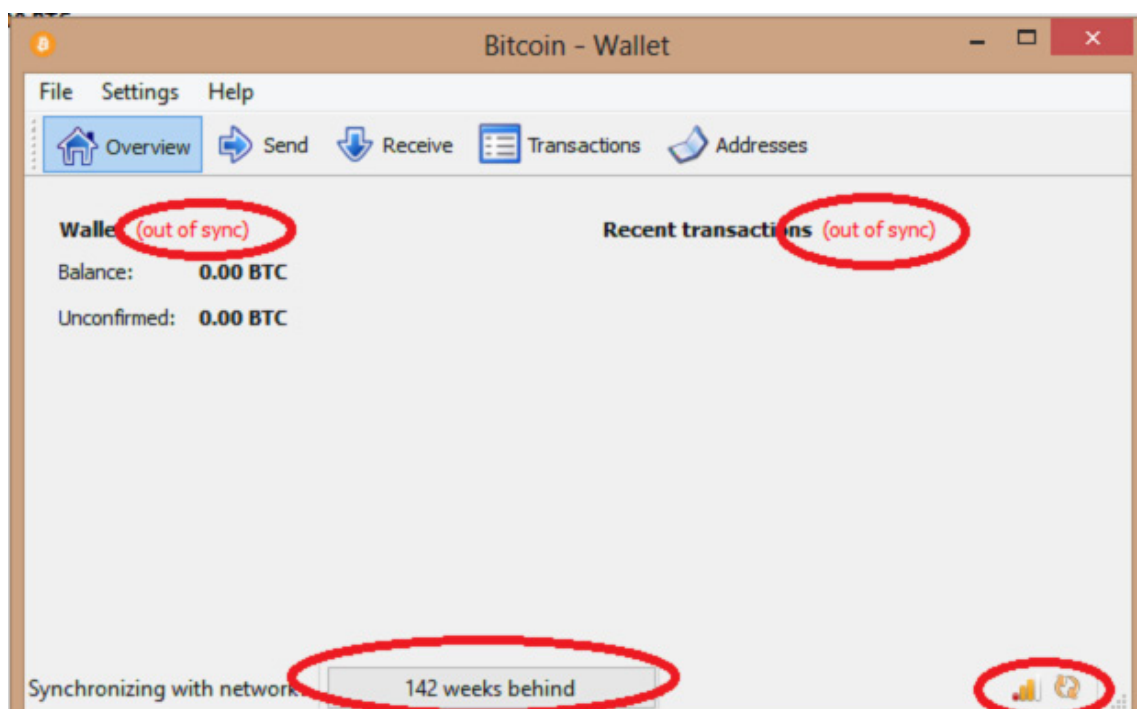 Bitcoin - Wallet
File Settings Help
Overview Send Receive Transactions Addresses
Wallet (out of sync) Recent transactions (out of sync)
Balance: 0.00 BTC
Unconfirmed: 0.00 BTC
Synchronizing with network. 142 weeks behind